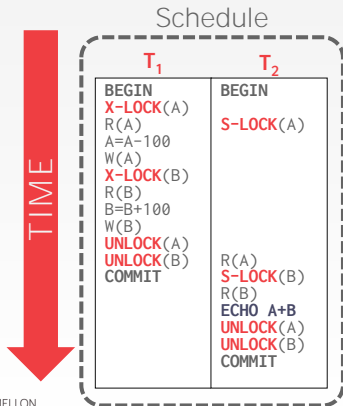 Schedule
TIME
T1
BEGIN
X-LOCK(A)
R(A)
A=A-100
W(A)
X-LOCK(B)
R(B)
B=B+100
W(B)
UNLOCK(A)
UNLOCK(B)
COMMIT
T2
BEGIN
S-LOCK(A)
R(A)
S-LOCK(B)
R(B)
ECHO A+B
UNLOCK(A)
UNLOCK(B)
COMMIT